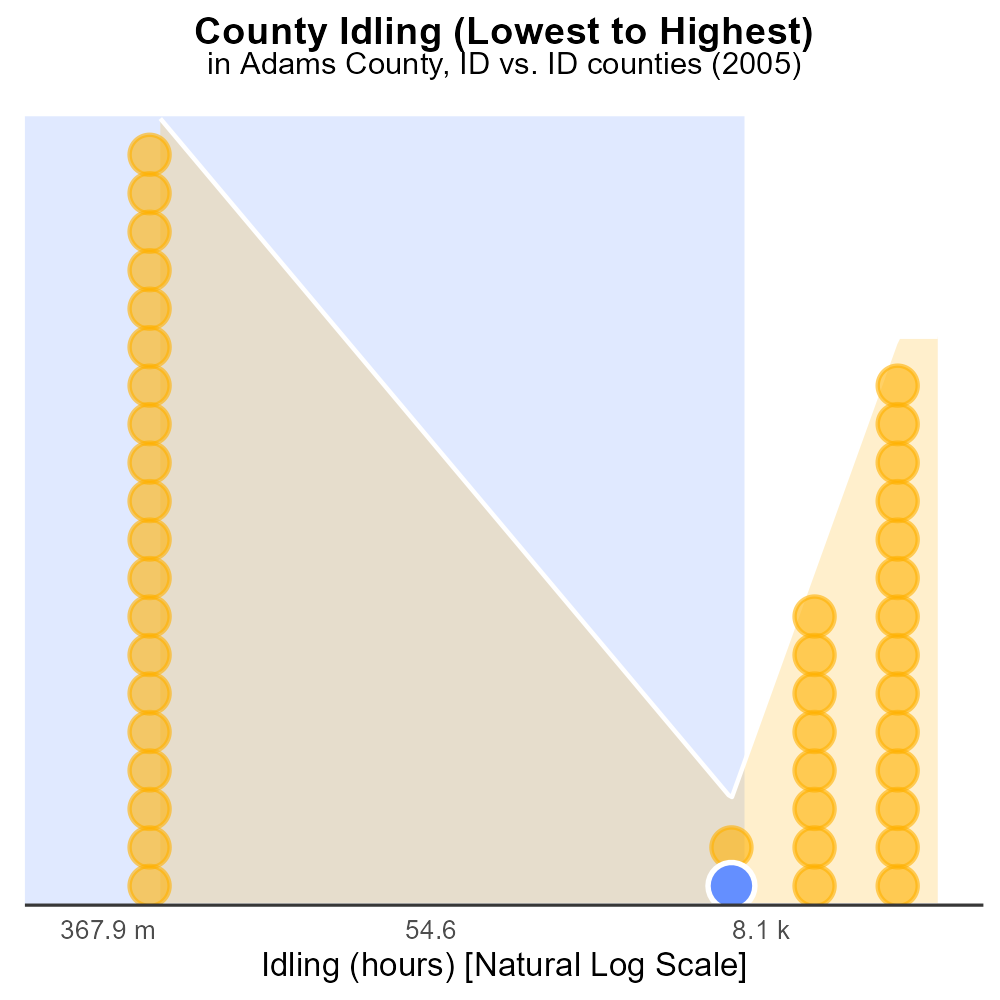 County Idling (Lowest to Highest)
in Adams County, ID vs. ID counties (2005)
367.9 m 54.6 8.1 k
Idling (hours) [Natural Log Scale]